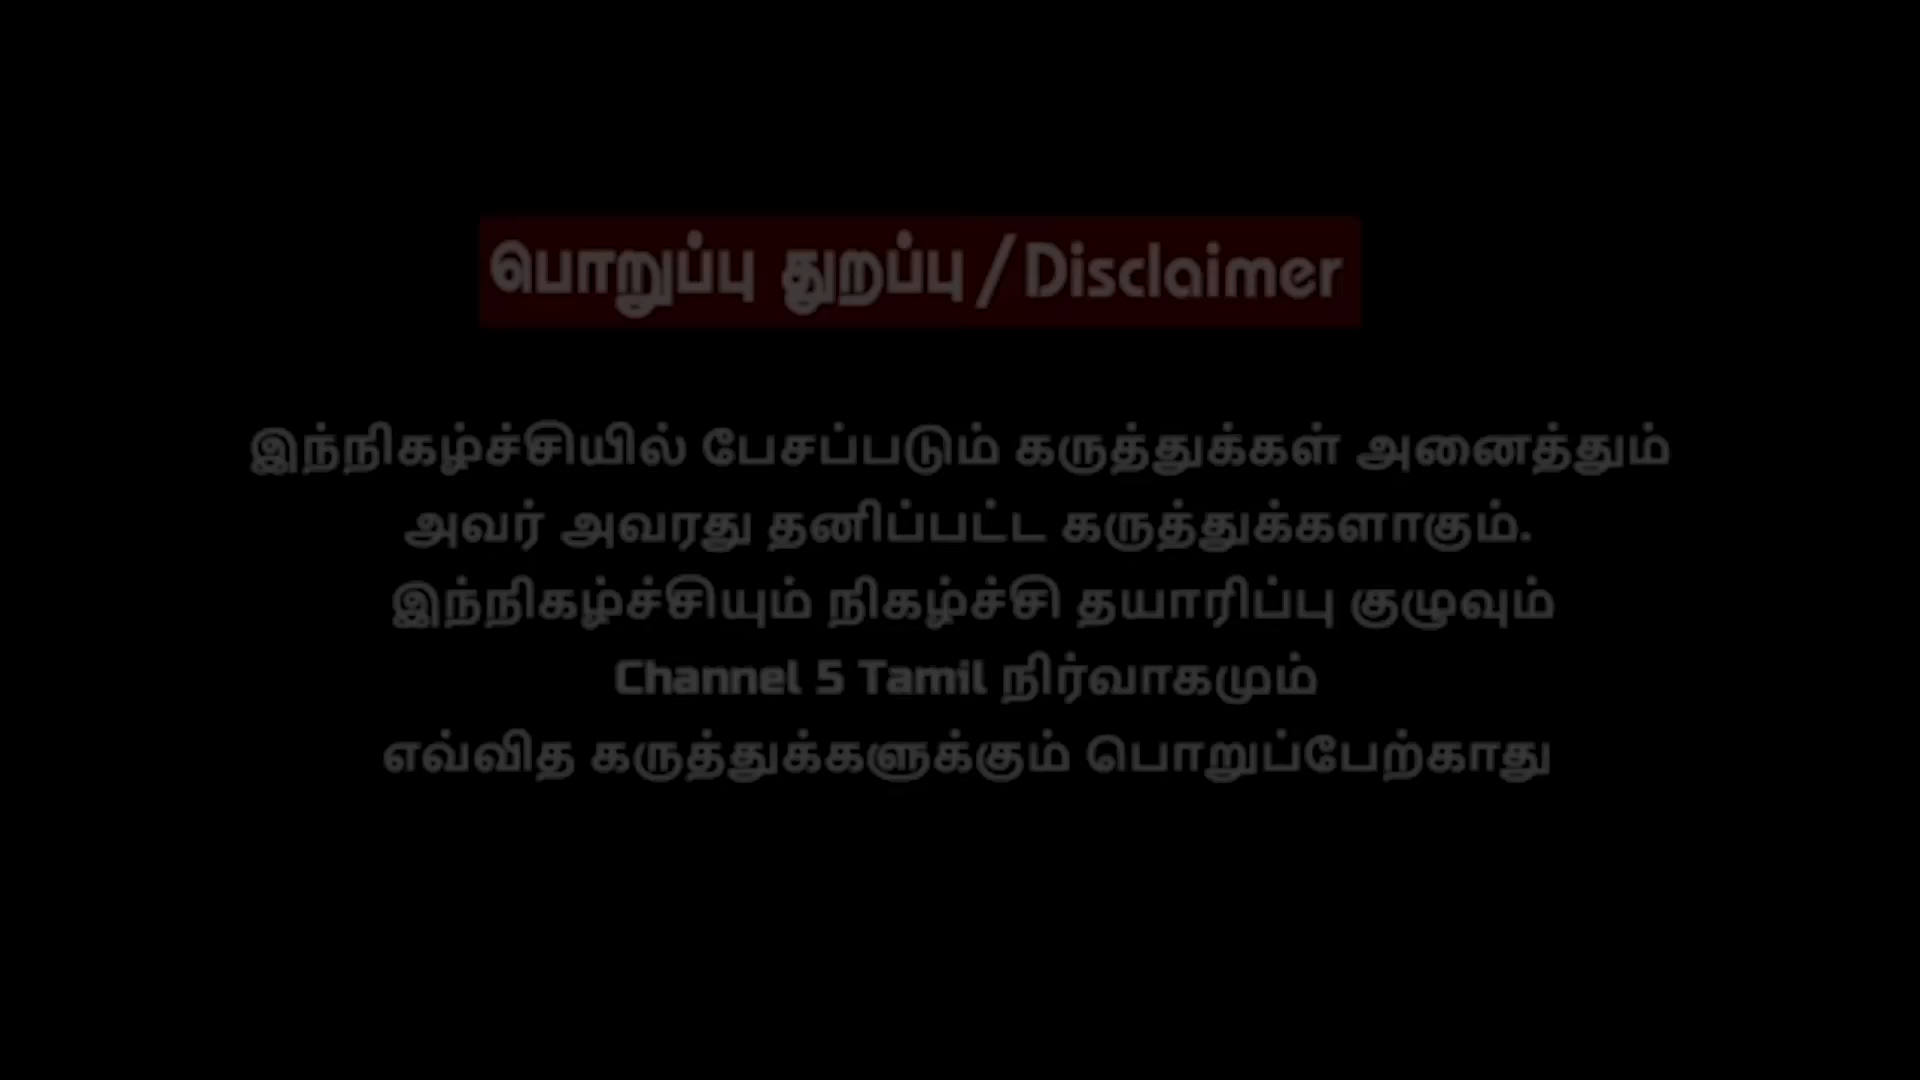 பொறுப்பு துறப்பு/Disclaimer
இந்நிகழ்ச்சியில் பேசப்படும் கருத்துக்கள் அனைத்தும்
அவர் அவரது தனிப்பட்ட கருத்துக்களாகும்.
இந்நிகழ்ச்சியும் நிகழ்ச்சி தயாரிப்பு குழுவும்
Channel 5 Tamil நிர்வாகமும்
எவ்வித கருத்துக்களுக்கும் பொறுப்பேற்காது